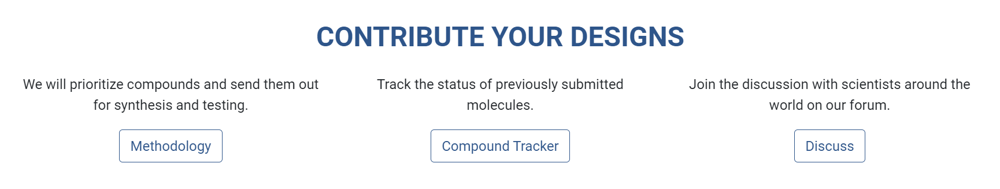 CONTRIBUTE YOUR DESIGNS
We will prioritize compounds and send them out
for synthesis and testing.
Methodology
Track the status of previously submitted
molecules.
Compound Tracker
Join the discussion with scientists around the
world on our forum.
Discuss